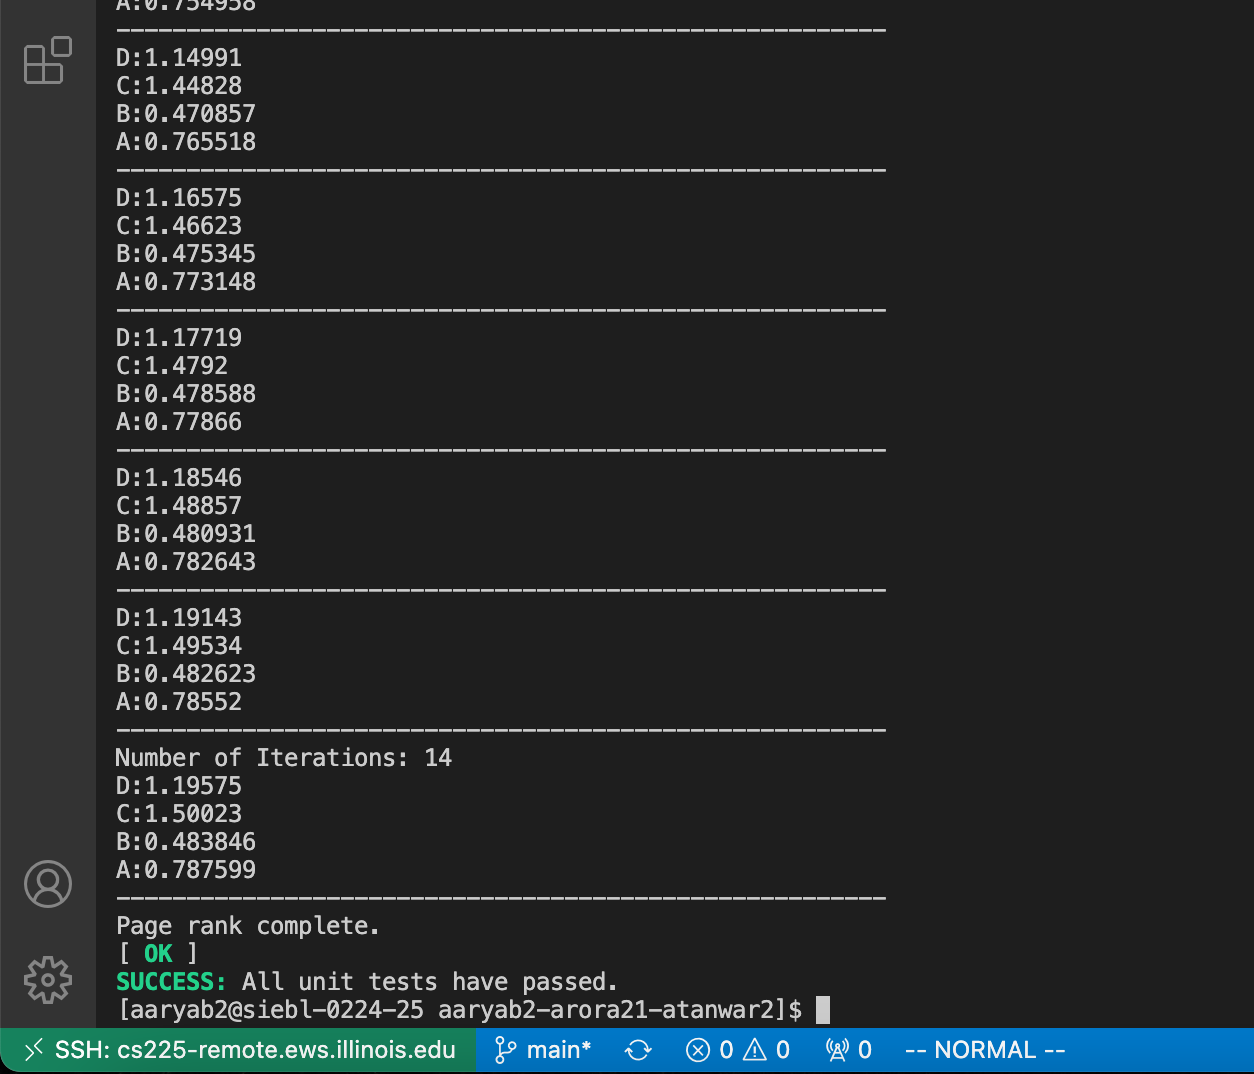 A:0.754958
-------------------------------------------------------
D:1.14991
C:1.44828
B:0.470857
A:0.765518
-------------------------------------------------------
D:1.16575
C:1.46623
B:0.475345
A:0.773148
-------------------------------------------------------
D:1.17719
C:1.4792
B:0.478588
A:0.77866
-------------------------------------------------------
D:1.18546
C:1.48857
B:0.480931
A:0.782643
-------------------------------------------------------
D:1.19143
C:1.49534
B:0.482623
A:0.78552
-------------------------------------------------------
Number of Iterations: 14
D:1.19575
C:1.50023
B:0.483846
A:0.787599
-------------------------------------------------------
Page rank complete.
[ OK ]
SUCCESS: All unit tests have passed.
[aaryab2@siebl-0224-25 aaryab2-arora21-atanwar2]$
SSH: cs225-remote.ews.illinois.edu main* 0 0 0 -- NORMAL --